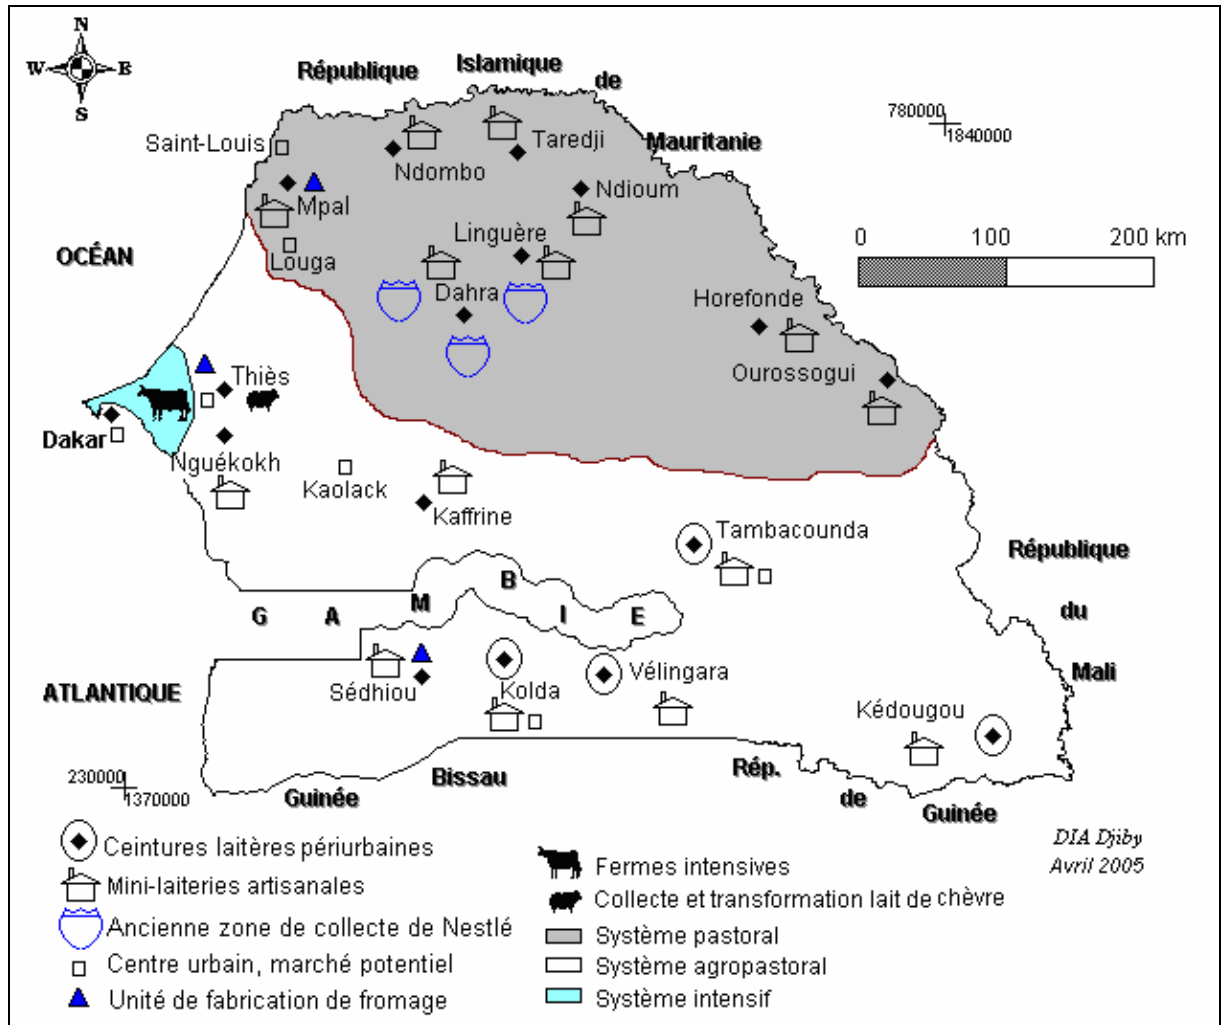 N
W E
S
République Islamique de
Mauritanie
780000
1840000
Saint-Louis
Ndombo
Taredji
Ndioum
Mpal
Louga
Linguère
Dahra
OCÉAN
0 100 200 km
Horefonde
Ourossogui
Thiès
Dakar
Nguékokh
Kaolack
Kaffrine
Tambacounda
République
du
Mali
G A M B I E
Sédhiou
Kolda
Vélingara
Kédougou
ATLANTIQUE
230000
1370000
Guinée
Bissau
Rép.
de
Guinée
DIA Djiby
Avril 2005
Ceintures laitères périurbaines
Mini-laiteries artisanales
Ancienne zone de collecte de Nestlé
Centre urbain, marché potentiel
Unité de fabrication de fromage
Fermes intensives
Collecte et transformation lait de chèvre
Système pastoral
Système agropastoral
Système intensif